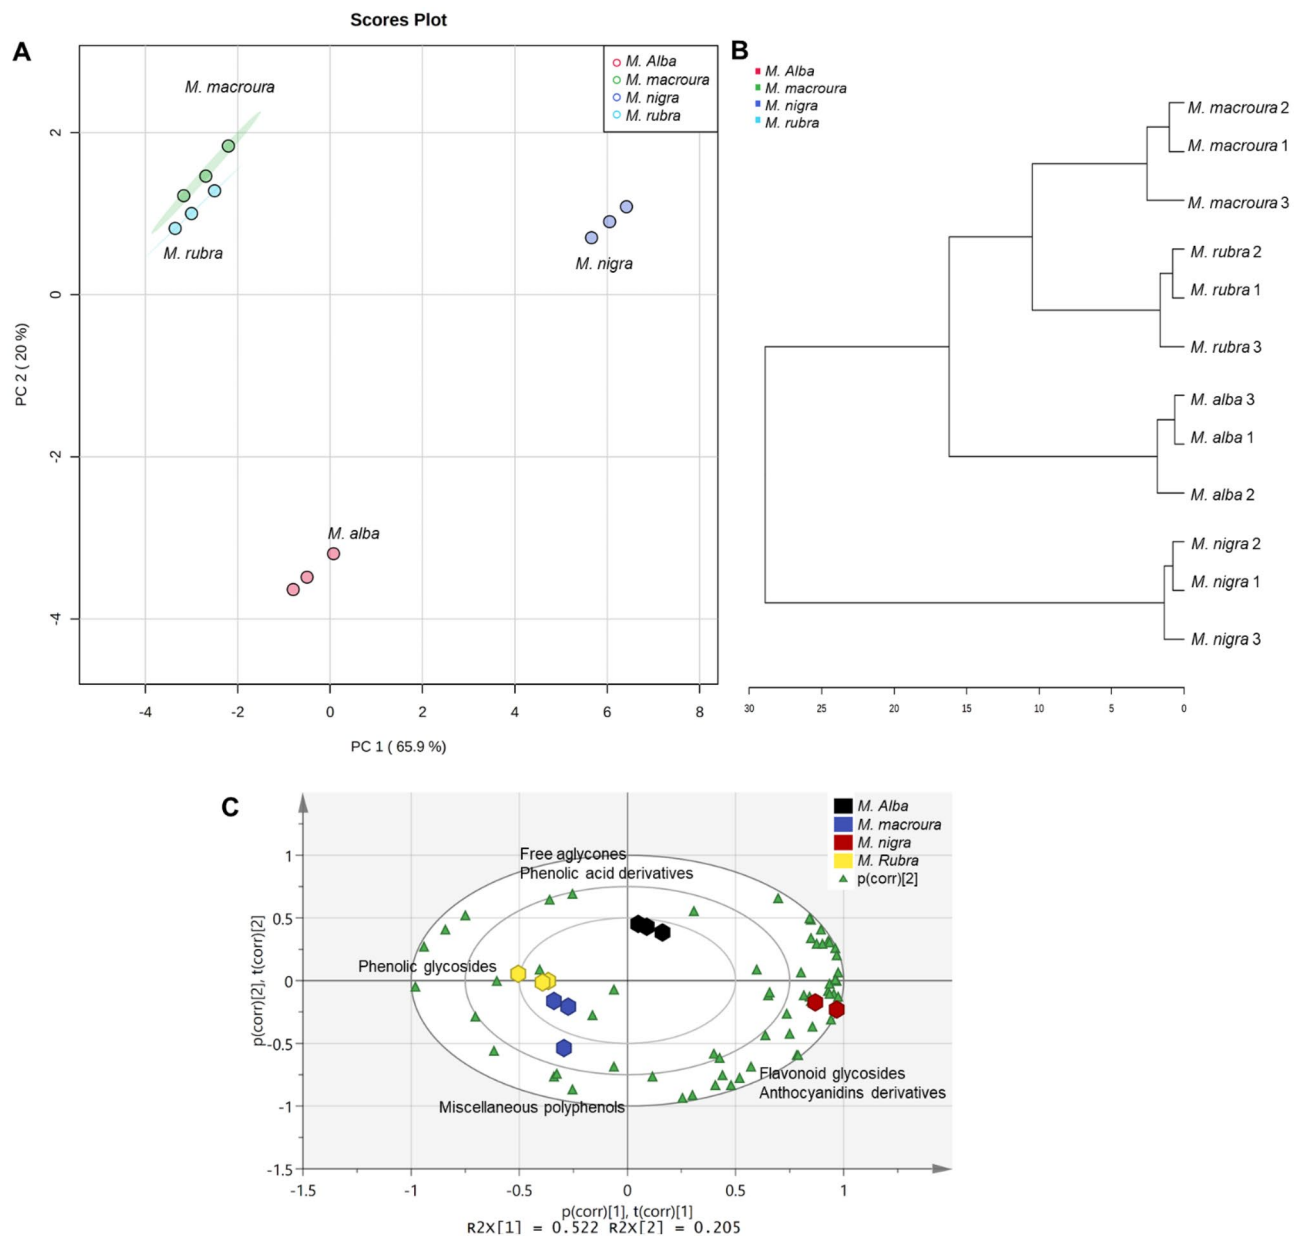 Scores Plot
A
M. macroura
M. rubra
M. nigra
M. alba
M. Alba
M. macroura
M. nigra
M. rubra
2
0
-2
-4
PC 2 ( 20 %)
-4 -2 0 2 4 6 8
PC 1 ( 65.9 %)
B
M. Alba
M. macroura
M. nigra
M. rubra
M. macroura 2
M. macroura 1
M. macroura 3
M. rubra 2
M. rubra 1
M. rubra 3
M. alba 3
M. alba 1
M. alba 2
M. nigra 2
M. nigra 1
M. nigra 3
30 25 20 15 10 5 0
C
M. Alba
M. macroura
M. nigra
M. Rubra
p(corr)[2]
Free aglycones
Phenolic acid derivatives
Phenolic glycosides
Flavonoid glycosides
Anthocyanidins derivatives
Miscellaneous polyphenols
1
0.5
0
-0.5
-1
-1.5
p(corr)[2], t(corr)[2]
-1.5 -1 -0.5 0 0.5 1
p(corr)[1], t(corr)[1]
R2X[1] = 0.522 R2X[2] = 0.205